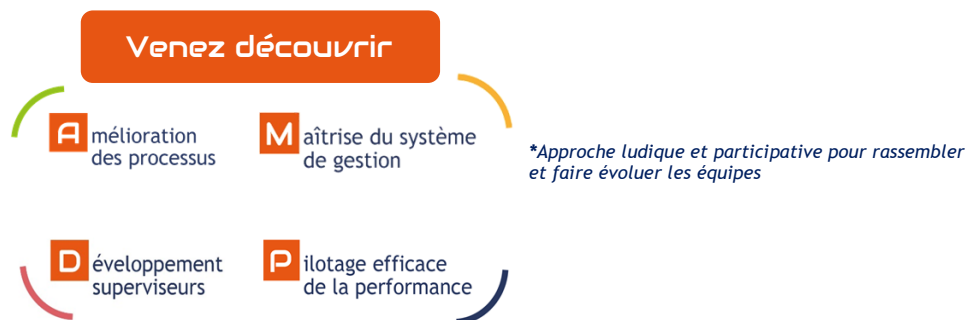 Venez découvrir
Amélioration
des processus
Maîtrise du système
de gestion
*Approche ludique et participative pour rassembler
et faire évoluer les équipes
Développement
superviseurs
Pilotage efficace
de la performance